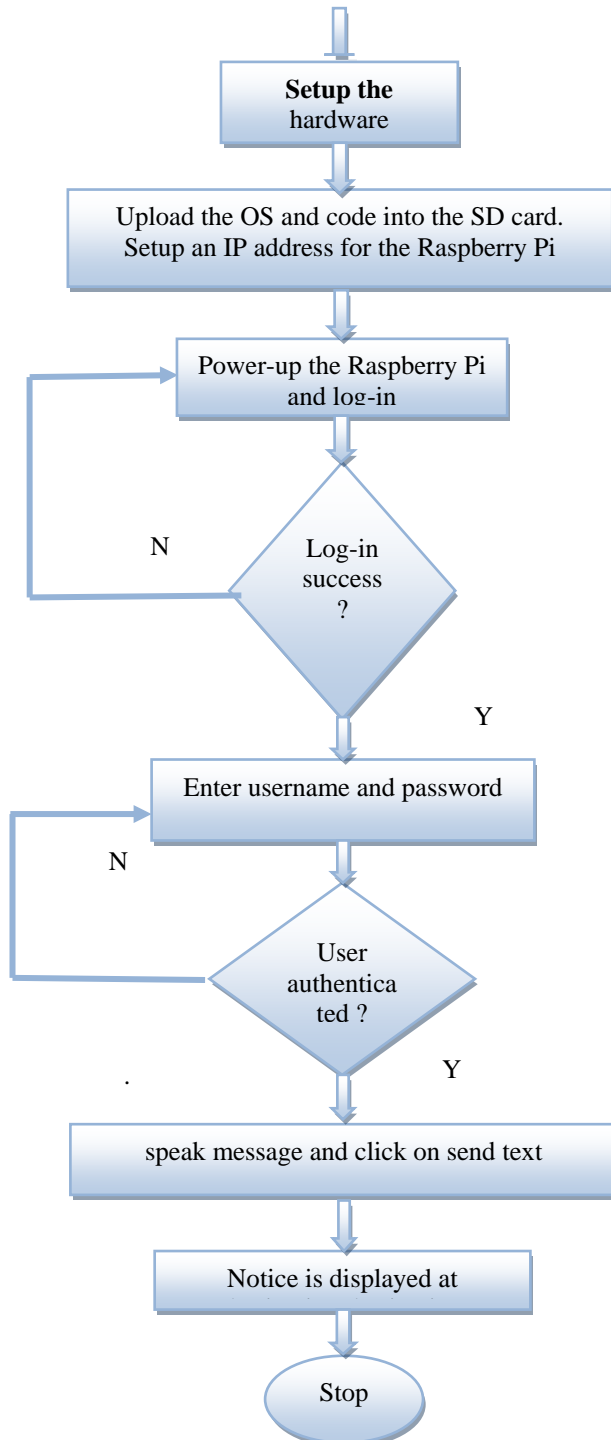 Setup the
hardware
Upload the OS and code into the SD card.
Setup an IP address for the Raspberry Pi
Power-up the Raspberry Pi
and log-in
N
Log-in
success
?
Y
Enter username and password
N
User
authentica
ted ?
Y
.
speak message and click on send text
Notice is displayed at
Stop